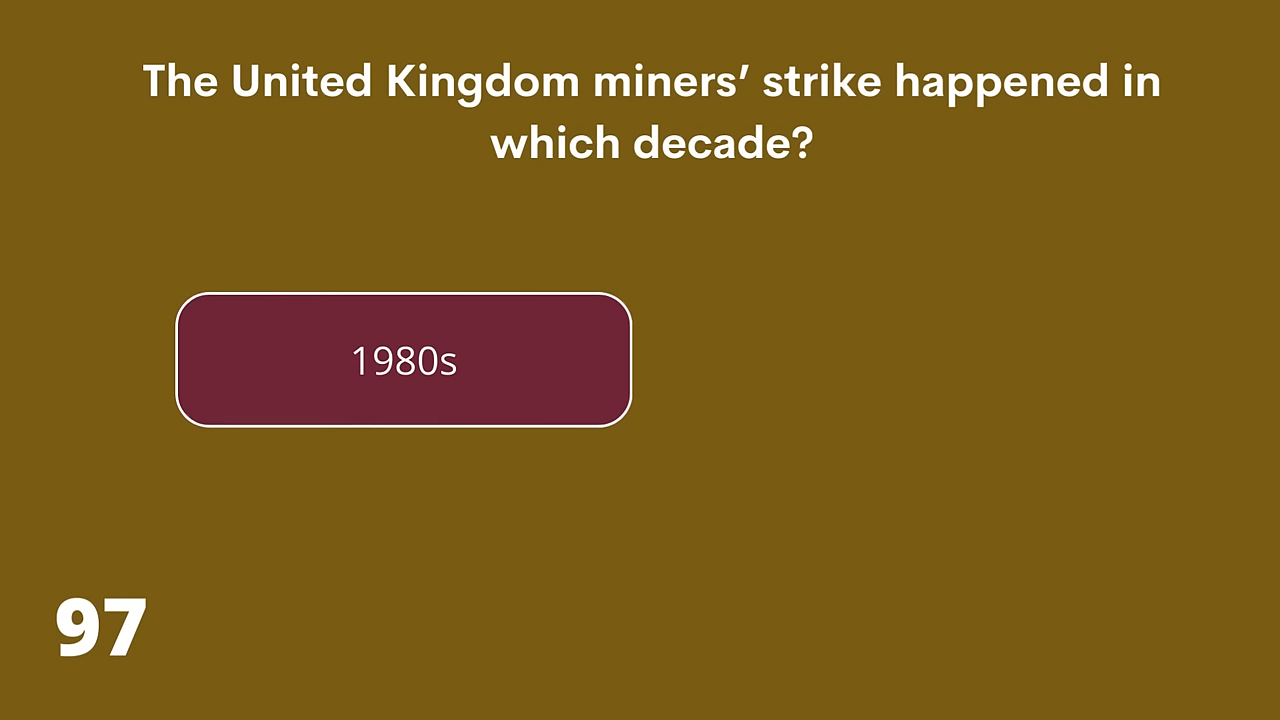 The United Kingdom miners’ strike happened in
which decade?
1980s
97